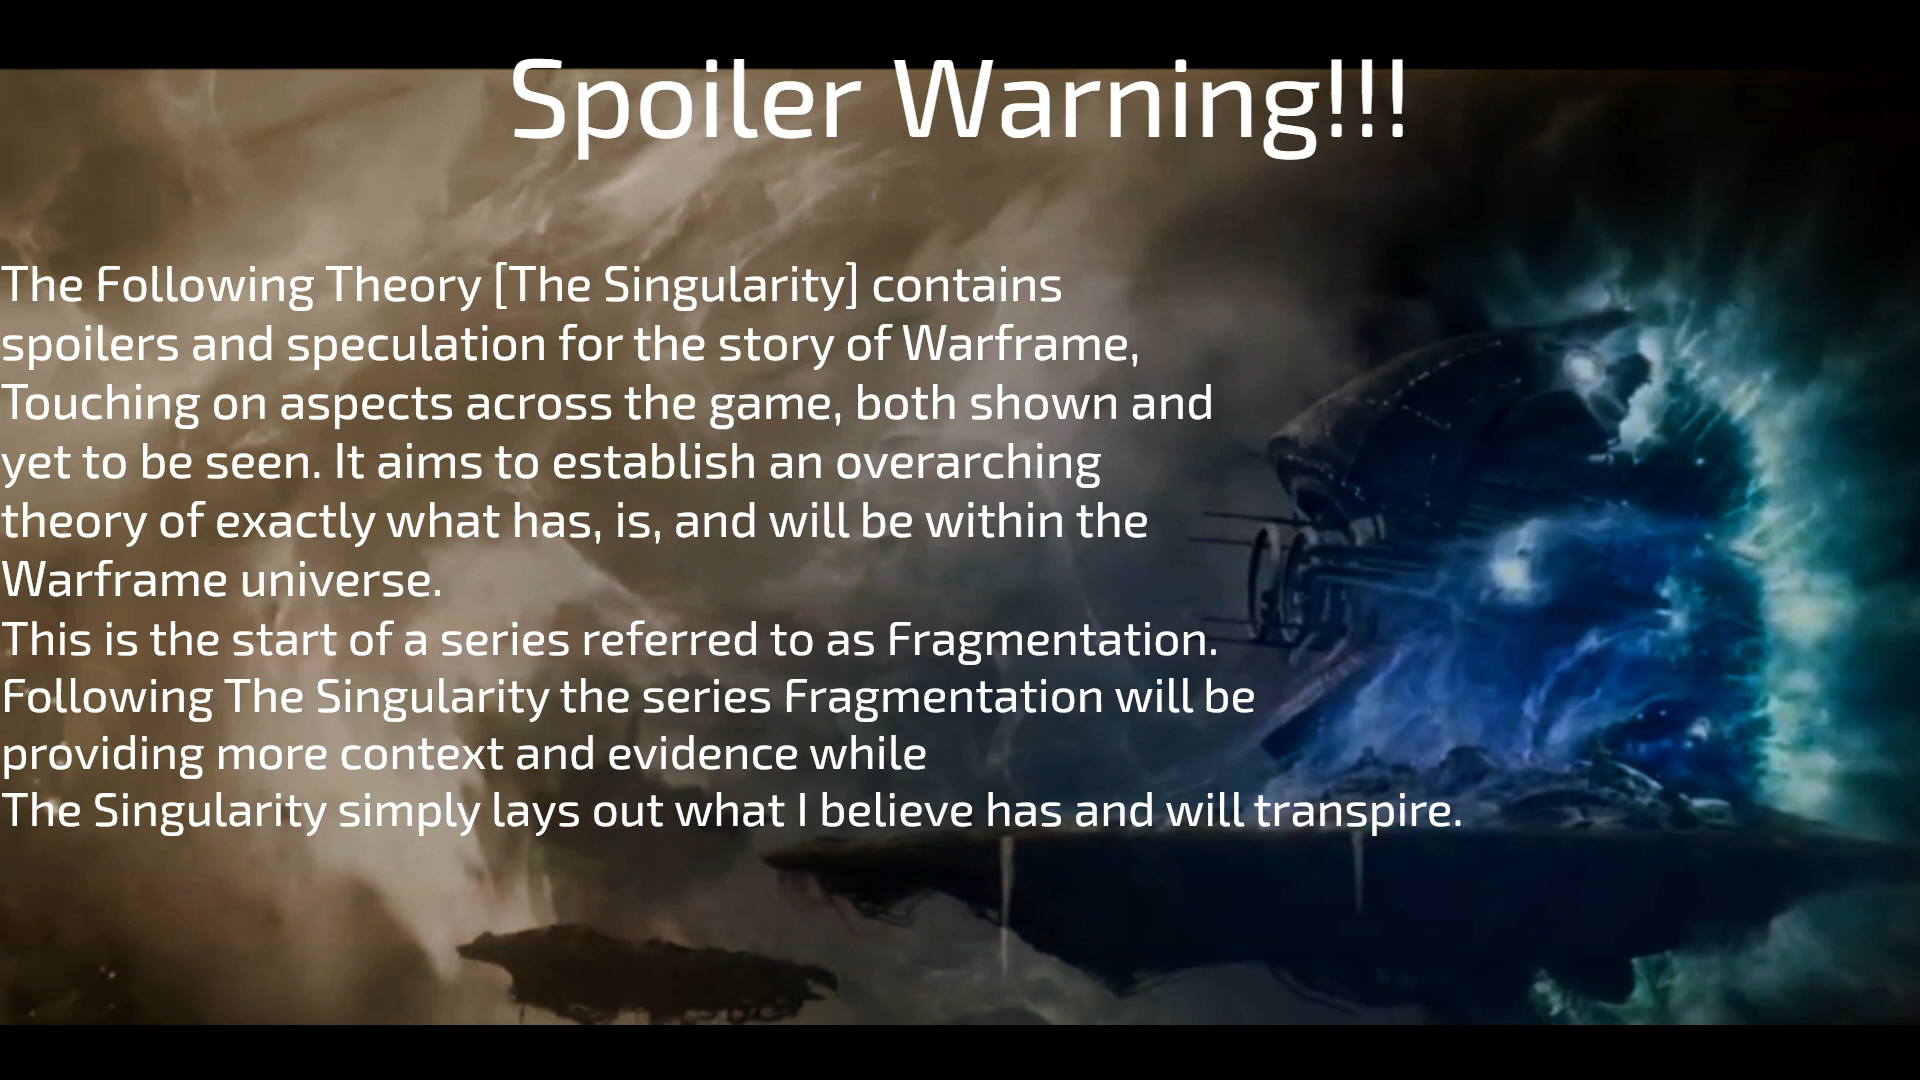 Spoiler Warning!!!
The Following Theory [The Singularity] contains
spoilers and speculation for the story of Warframe,
Touching on aspects across the game, both shown and
yet to be seen. It aims to establish an overarching
theory of exactly what has, is, and will be within the
Warframe universe.
This is the start of a series referred to as Fragmentation.
Following The Singularity the series Fragmentation will be
providing more context and evidence while
The Singularity simply lays out what I believe has and will transpire.